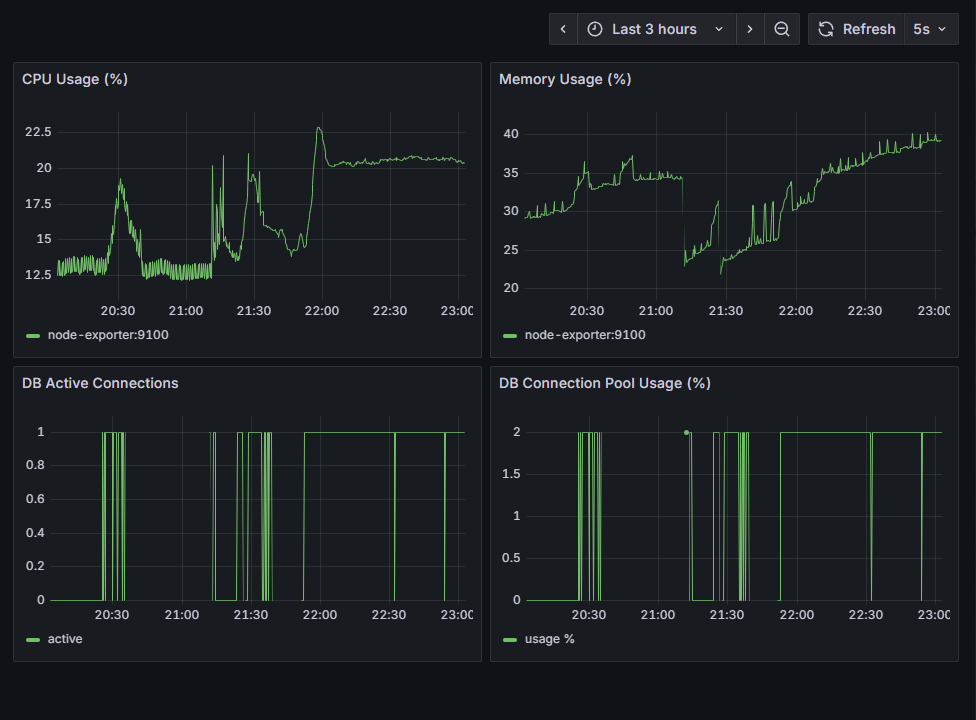 Last 3 hours
Refresh 5s
CPU Usage (%)
22.5
20
17.5
15
12.5
20:30 21:00 21:30 22:00 22:30 23:00
node-exporter:9100
Memory Usage (%)
40
35
30
25
20
20:30 21:00 21:30 22:00 22:30 23:00
node-exporter:9100
DB Active Connections
1
0.8
0.6
0.4
0.2
0
20:30 21:00 21:30 22:00 22:30 23:00
active
DB Connection Pool Usage (%)
2
1.5
1
0.5
0
20:30 21:00 21:30 22:00 22:30 23:00
usage %